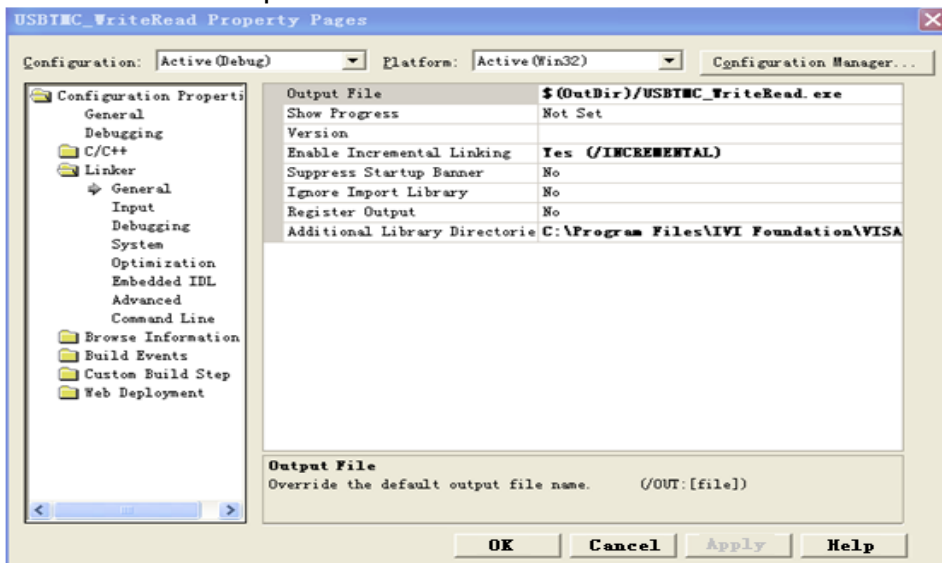 USBTMC_WriteRead Property Pages
Configuration: Active(Debug) Platform: Active(Win32) Configuration Manager...
Configuration Properti
General
Debugging
C/C++
Linker
General
Input
Debugging
System
Optimization
Embedded IDL
Advanced
Command Line
Browse Information
Build Events
Custom Build Step
Web Deployment
Output File $(OutDir)/USBTMC_WriteRead.exe
Show Progress Not Set
Version
Enable Incremental Linking Yes (/INCREMENTAL)
Suppress Startup Banner No
Ignore Import Library No
Register Output No
Additional Library Directorie C:\Program Files\IVI Foundation\VISA
Output File
Override the default output file name. (/OUT:[file])
OK Cancel Apply Help